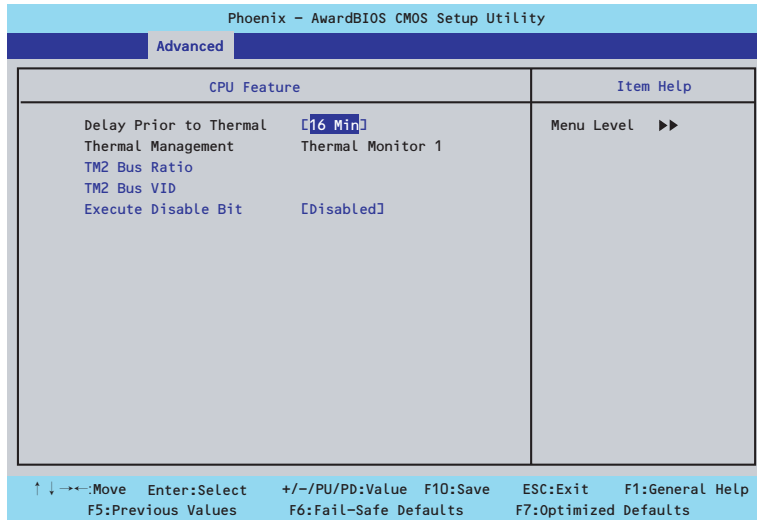 Phoenix – AwardBIOS CMOS Setup Utility
Advanced
CPU Feature
Item Help
Delay Prior to Thermal [16 Min]
Menu Level ▶▶
Thermal Management Thermal Monitor 1
TM2 Bus Ratio
TM2 Bus VID
Execute Disable Bit [Disabled]
↑↓→←:Move Enter:Select +/-/PU/PD:Value F10:Save ESC:Exit F1:General Help
F5:Previous Values F6:Fail-Safe Defaults F7:Optimized Defaults